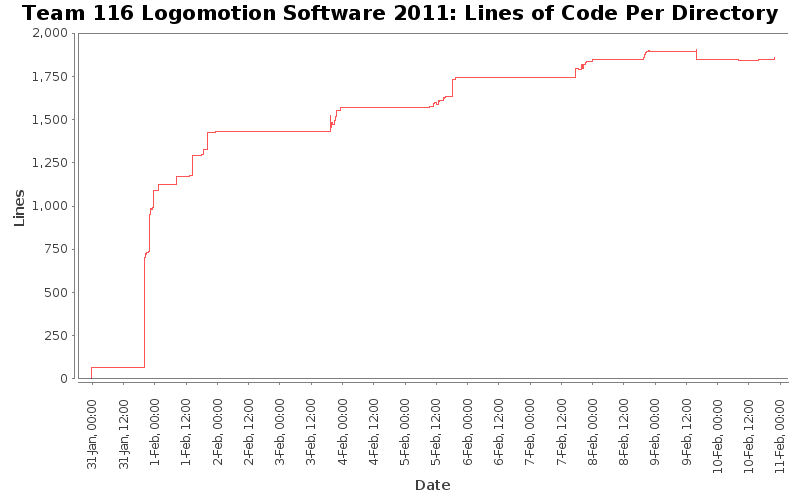 Team 116 Logomotion Software 2011: Lines of Code Per Directory
2,000
1,750
1,500
1,250
1,000
750
500
250
0
Lines
31-Jan, 00:00
31-Jan, 12:00
1-Feb, 00:00
1-Feb, 12:00
2-Feb, 00:00
2-Feb, 12:00
3-Feb, 00:00
3-Feb, 12:00
4-Feb, 00:00
4-Feb, 12:00
5-Feb, 00:00
5-Feb, 12:00
6-Feb, 00:00
6-Feb, 12:00
7-Feb, 00:00
7-Feb, 12:00
8-Feb, 00:00
8-Feb, 12:00
9-Feb, 00:00
9-Feb, 12:00
10-Feb, 00:00
10-Feb, 12:00
11-Feb, 00:00
Date